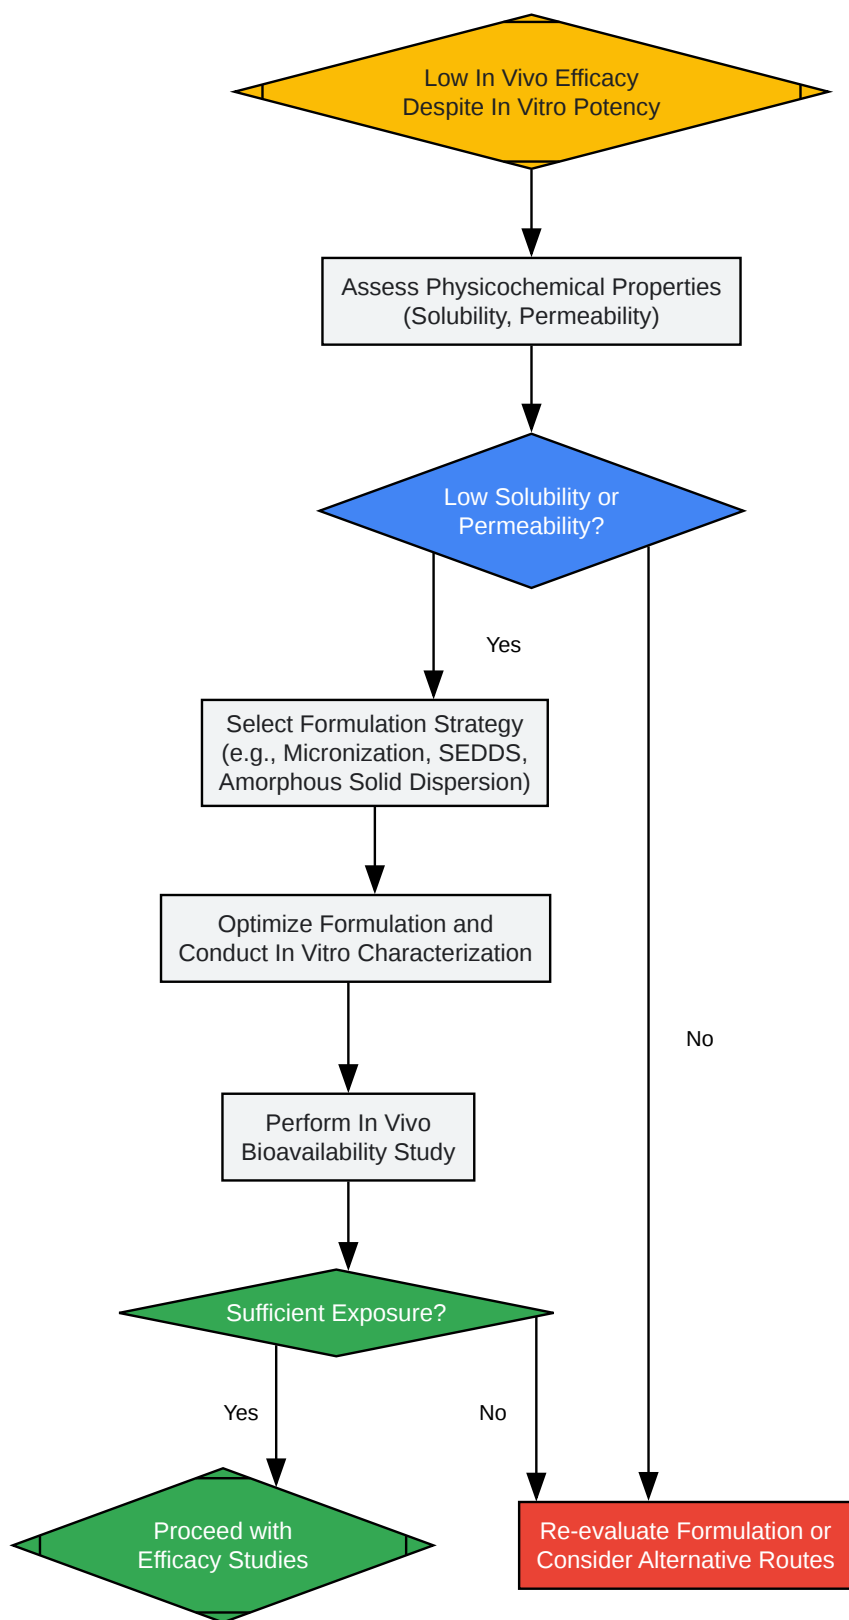 Low In Vivo Efficacy
Despite In Vitro Potency
Assess Physicochemical Properties
(Solubility, Permeability)
Low Solubility or
Permeability?
Yes
Select Formulation Strategy
(e.g., Micronization, SEDDS,
Amorphous Solid Dispersion)
Optimize Formulation and
Conduct In Vitro Characterization
No
Perform In Vivo
Bioavailability Study
Sufficient Exposure?
Yes
No
Proceed with
Efficacy Studies
Re-evaluate Formulation or
Consider Alternative Routes